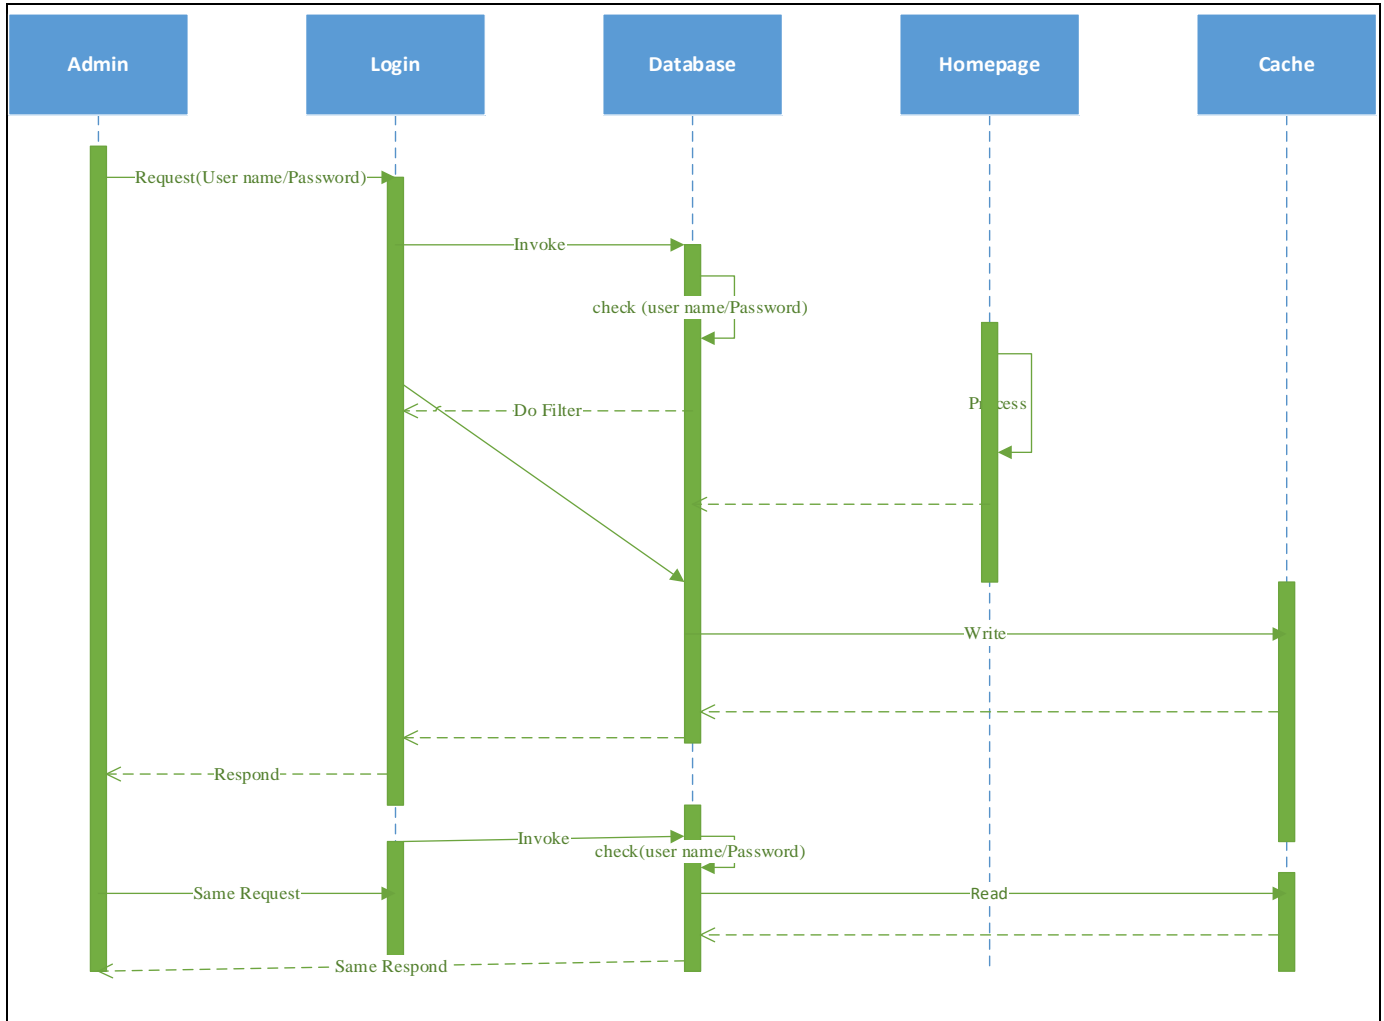 Admin
Login
Database
Homepage
Cache
Request(User name/Password)
Invoke
check (user name/Password)
Process
Do Filter
Write
Respond
Invoke
check(user name/Password)
Same Request
Read
Same Respond